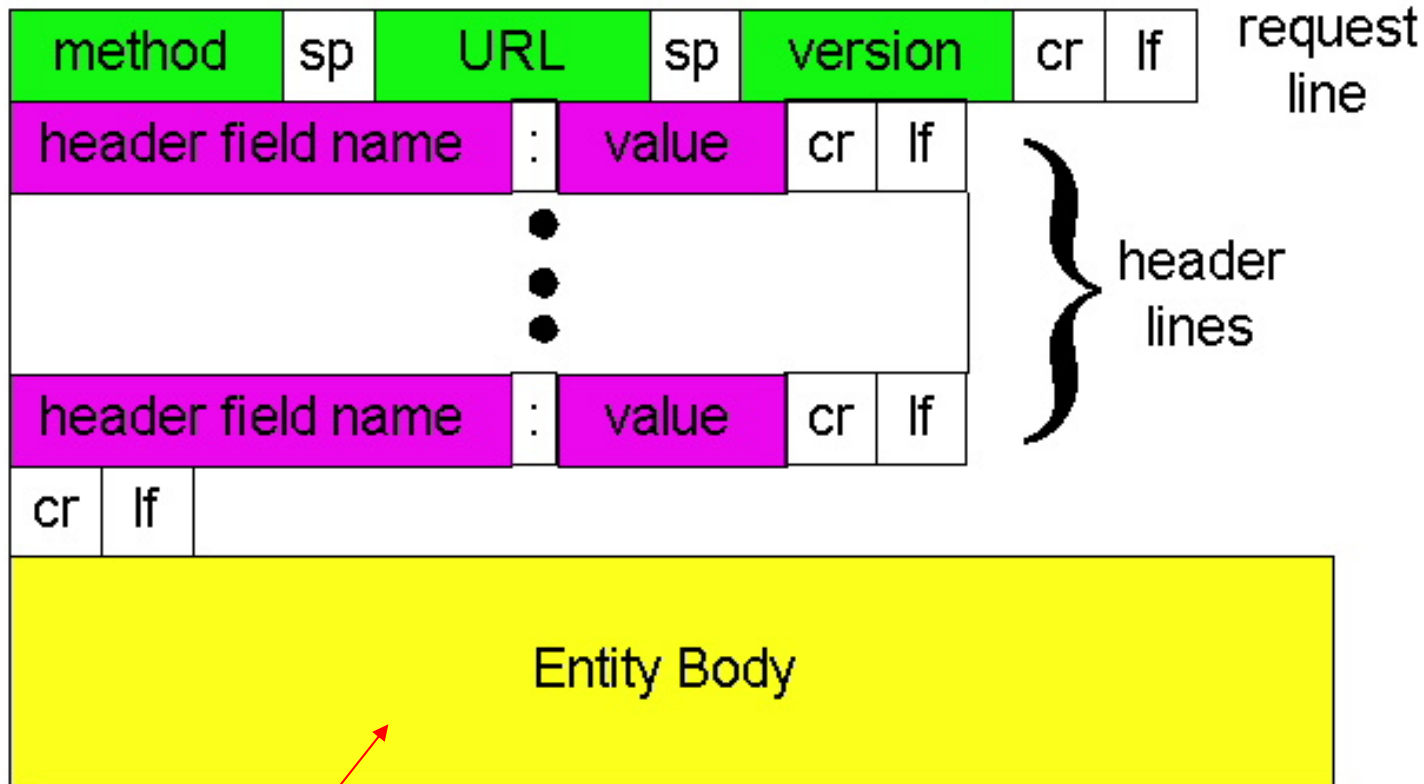 method sp URL sp version cr lf request line
header field name : value cr lf
header lines
header field name : value cr lf
cr lf
Entity Body